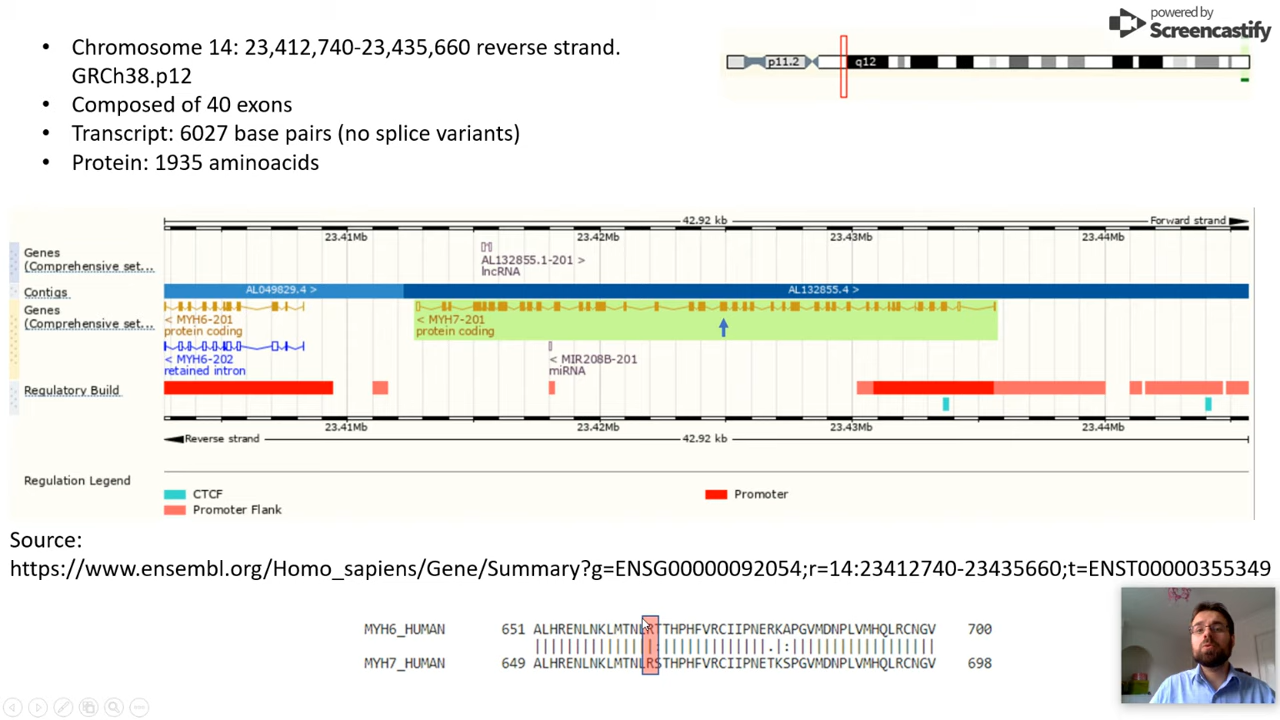 powered by
Screencastify
• Chromosome 14: 23,412,740-23,435,660 reverse strand.
GRCh38.p12
• Composed of 40 exons
• Transcript: 6027 base pairs (no splice variants)
• Protein: 1935 aminoacids
p11.2 q12
42.92 kb Forward strand
23.41Mb 23.42Mb 23.43Mb 23.44Mb
Genes
(Comprehensive set...
AL132855.1-201 >
lncRNA
Contigs AL049829.4 > AL132855.4 >
Genes
(Comprehensive set...
< MYH6-201
protein coding
< MYH7-201
protein coding
< MYH6-202
retained intron
< MIR208B-201
miRNA
Regulatory Build
23.41Mb 23.42Mb 23.43Mb 23.44Mb
Reverse strand 42.92 kb
Regulation Legend
CTCF Promoter
Promoter Flank
Source:
https://www.ensembl.org/Homo_sapiens/Gene/Summary?g=ENSG00000092054;r=14:23412740-23435660;t=ENST00000355349
MYH6_HUMAN 651 ALHRENLNKLMTNLRTTHPHFVRCIIPNERKAPGVMDNPLVMHQLRCNGV 700
||||||||||||||| |||||||||||||.|:||||||||||||||||||
MYH7_HUMAN 649 ALHRENLNKLMTNLRSTHPHFVRCIIPNETKSPGVMDNPLVMHQLRCNGV 698